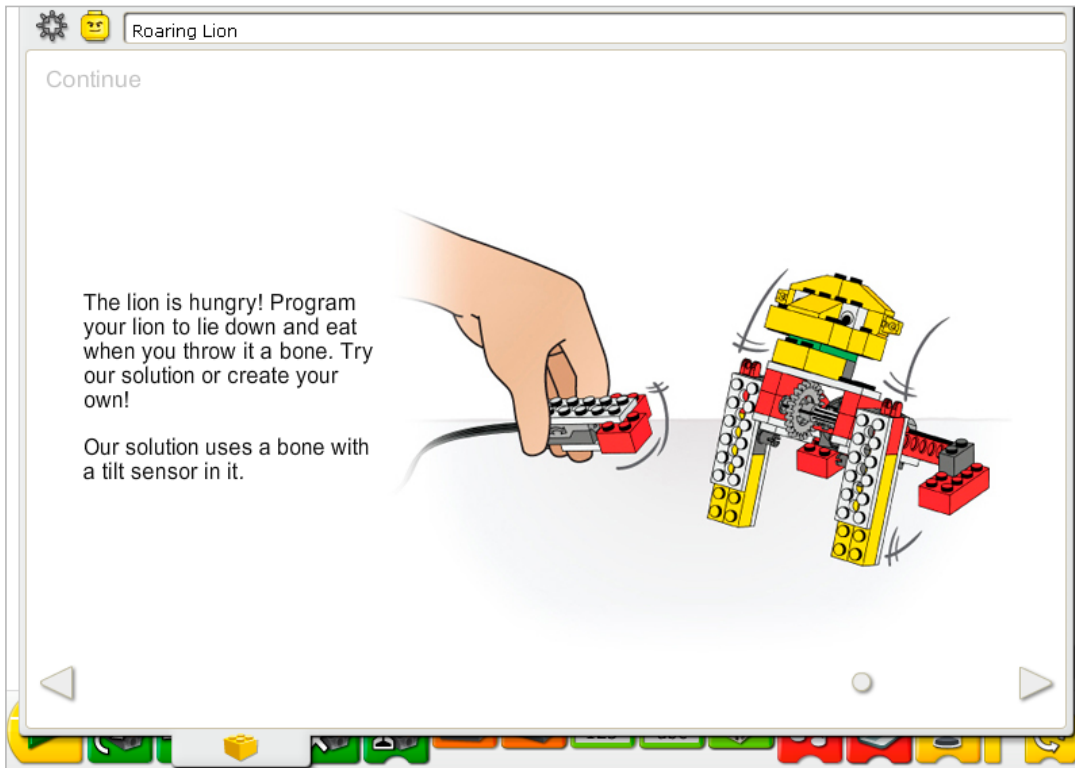 Roaring Lion
Continue
The lion is hungry! Program
your lion to lie down and eat
when you throw it a bone. Try
our solution or create your
own!
Our solution uses a bone with
a tilt sensor in it.